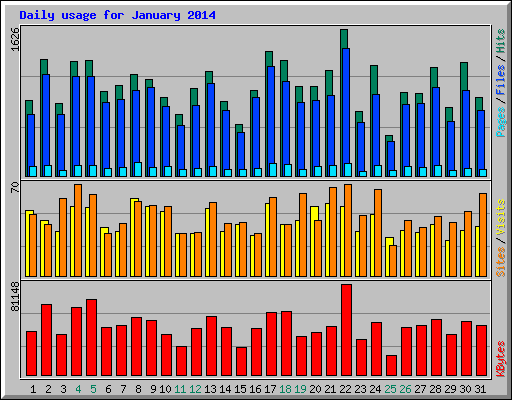 Daily usage for January 2014
1626
Pages / Files / Hits
70
Sites / Visits
81148
KBytes
1 2 3 4 5 6 7 8 9 10 11 12 13 14 15 16 17 18 19 20 21 22 23 24 25 26 27 28 29 30 31